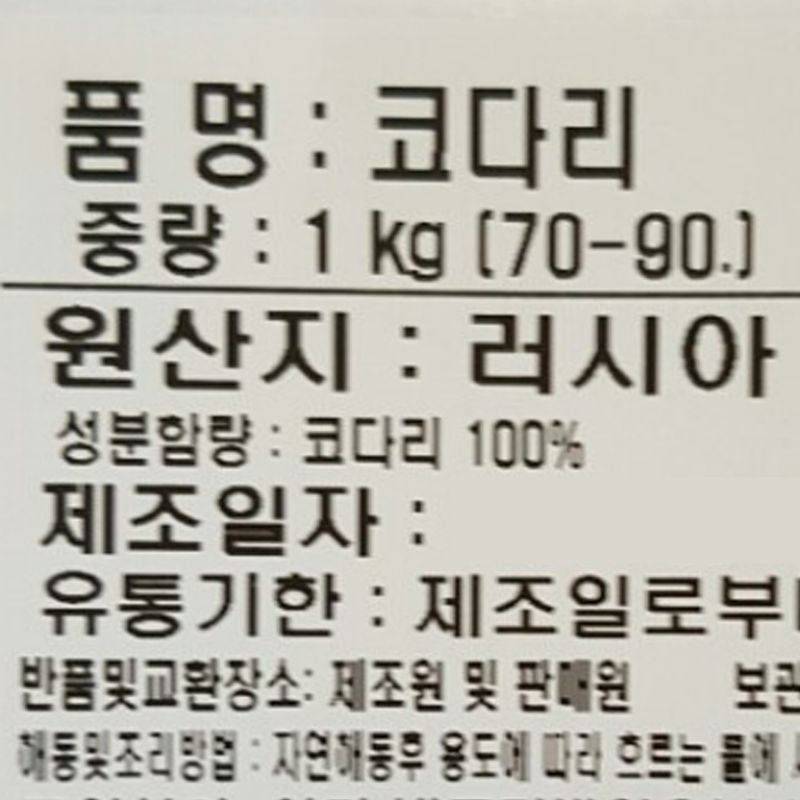 품 명 : 코다리
중량 : 1 kg (70-90.)
원산지 : 러시아
성분함량 : 코다리 100%
제조일자 :
유통기한 : 제조일로부
반품및교환장소: 제조원 및 판매원 보관
해동및조리방법 : 자연해동후 용도에 따라 흐르는 물에